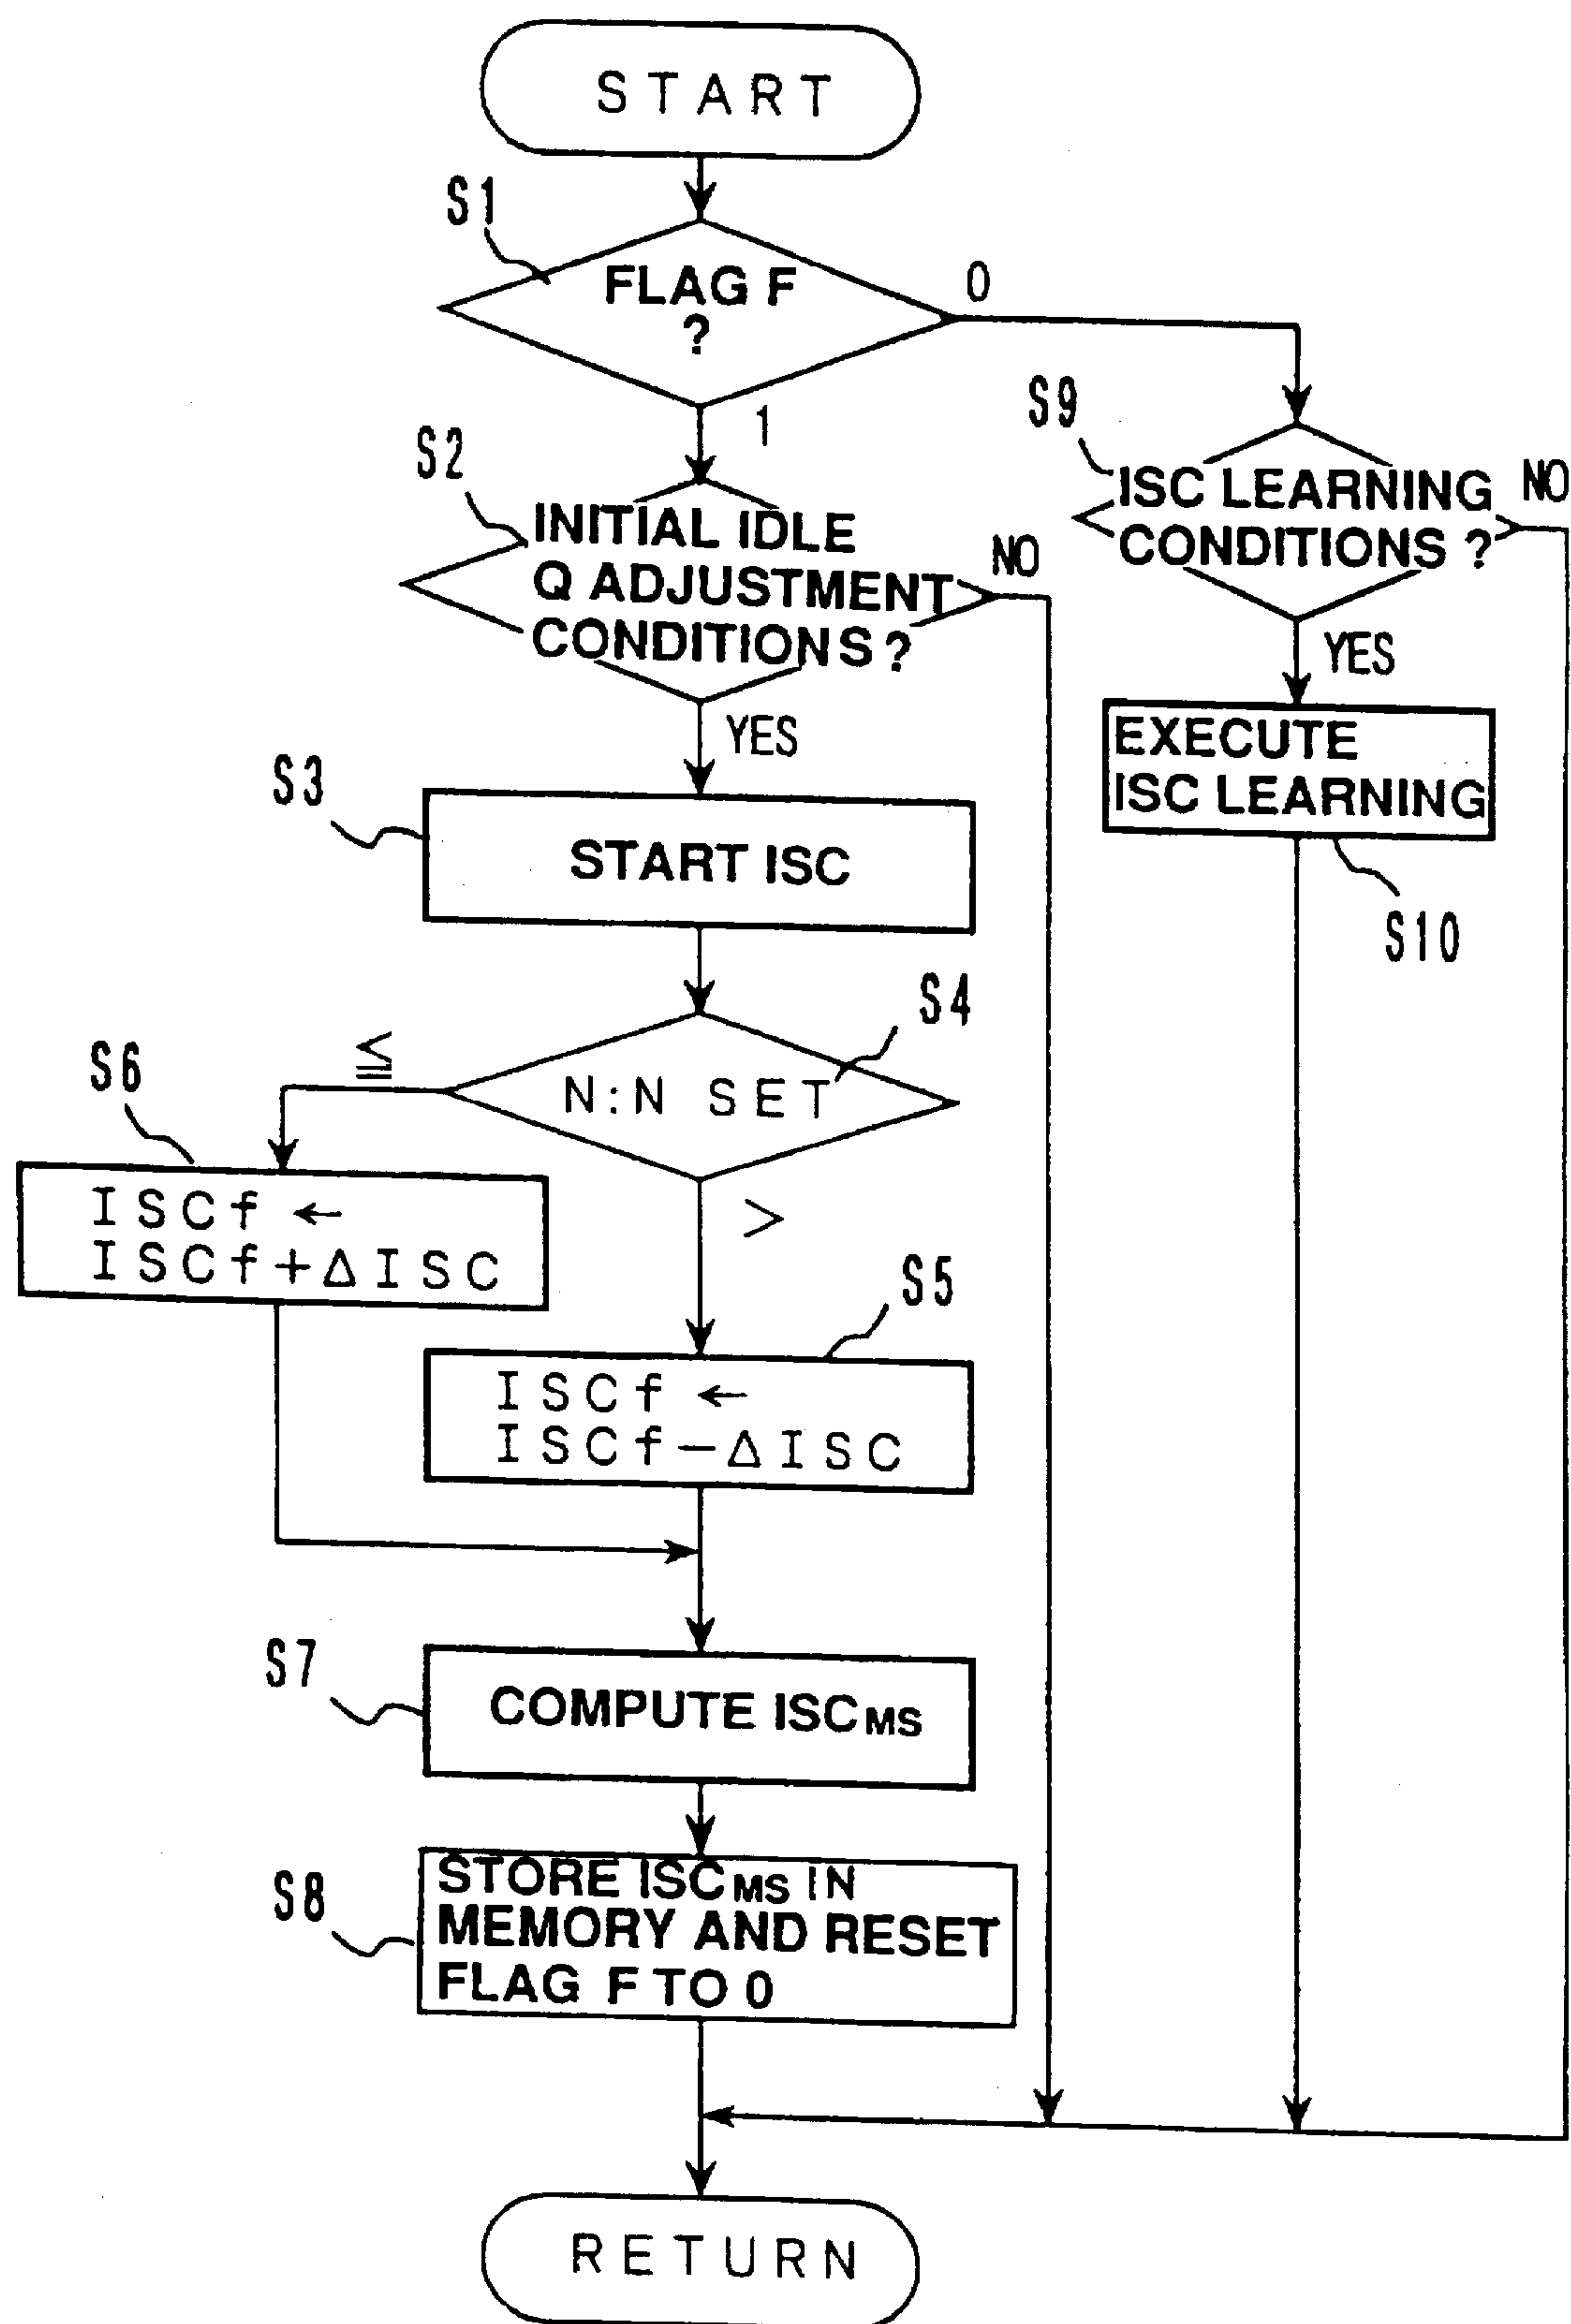 START
S1
FLAG F
?
0
1
S9
ISC LEARNING
CONDITIONS ?
NO
S2
INITIAL IDLE
Q ADJUSTMENT
CONDITIONS ?
NO
YES
YES
EXECUTE
ISC LEARNING
S10
S3
START ISC
S4
N:N SET
≦
>
S6
ISCf ←
ISCf+ΔISC
S5
ISCf ←
ISCf−ΔISC
S7
COMPUTE ISCMS
S8
STORE ISCMS IN
MEMORY AND RESET
FLAG F TO 0
RETURN